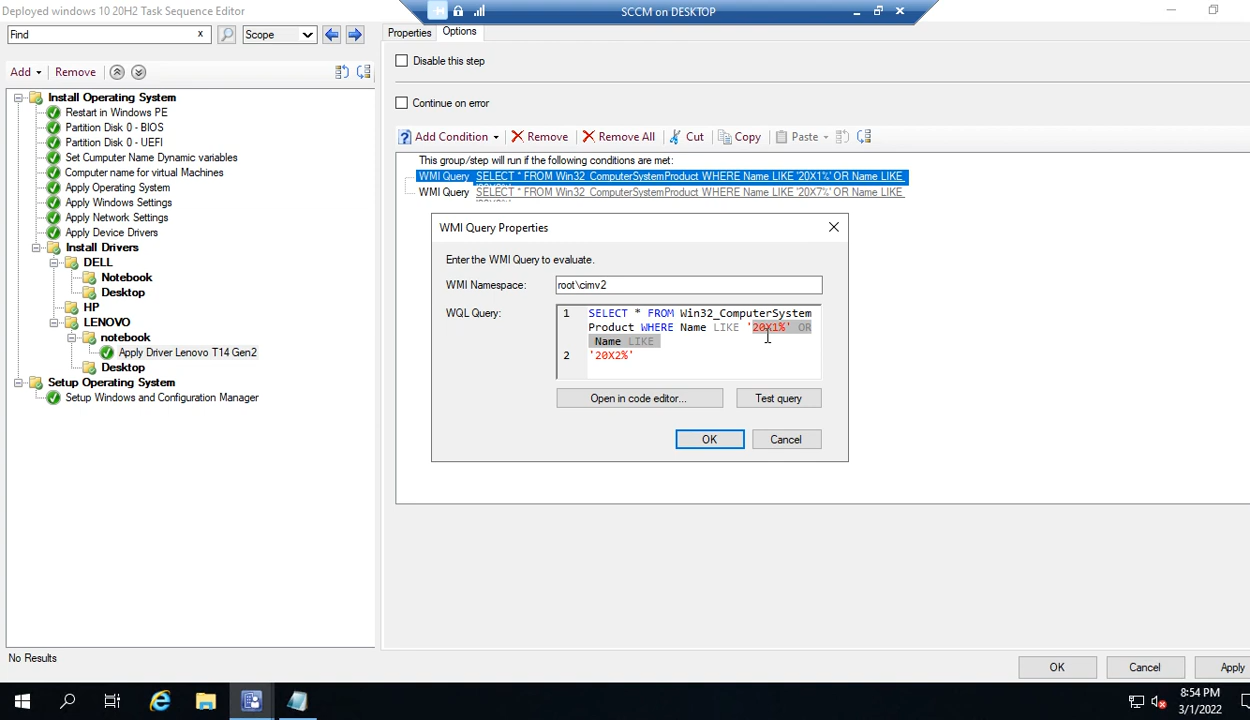 Deployed windows 10 20H2 Task Sequence Editor
SCCM on DESKTOP
Find
x
Scope
Properties
Options
Disable this step
Add
Remove
Continue on error
Install Operating System
Restart in Windows PE
Partition Disk 0 - BIOS
Partition Disk 0 - UEFI
Set Cumputer Name Dynamic variables
Computer name for virtual Machines
Apply Operating System
Apply Windows Settings
Apply Network Settings
Apply Device Drivers
Install Drivers
DELL
Notebook
Desktop
HP
LENOVO
notebook
Apply Driver Lenovo T14 Gen2
Desktop
Setup Operating System
Setup Windows and Configuration Manager
Add Condition
Remove
Remove All
Cut
Copy
Paste
This group/step will run if the following conditions are met:
WMI Query SELECT * FROM Win32_ComputerSystemProduct WHERE Name LIKE '20X1%' OR Name LIKE
WMI Query SELECT * FROM Win32_ComputerSystemProduct WHERE Name LIKE '20X7%' OR Name LIKE
WMI Query Properties
Enter the WMI Query to evaluate.
WMI Namespace:
root\cimv2
WQL Query:
1 SELECT * FROM Win32_ComputerSystem
Product WHERE Name LIKE '20X1%' OR
Name LIKE
2 '20X2%'
Open in code editor...
Test query
OK
Cancel
No Results
OK
Cancel
Apply
8:54 PM
3/1/2022